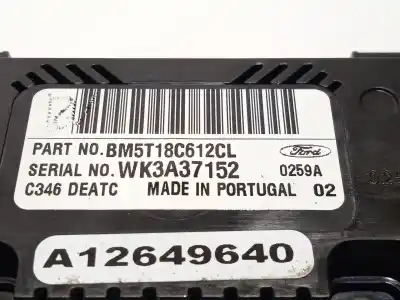 PART NO. BM5T18C612CL
Ford
SERIAL NO. WK3A37152
0259A
C346 DEATC MADE IN PORTUGAL 02
A12649640